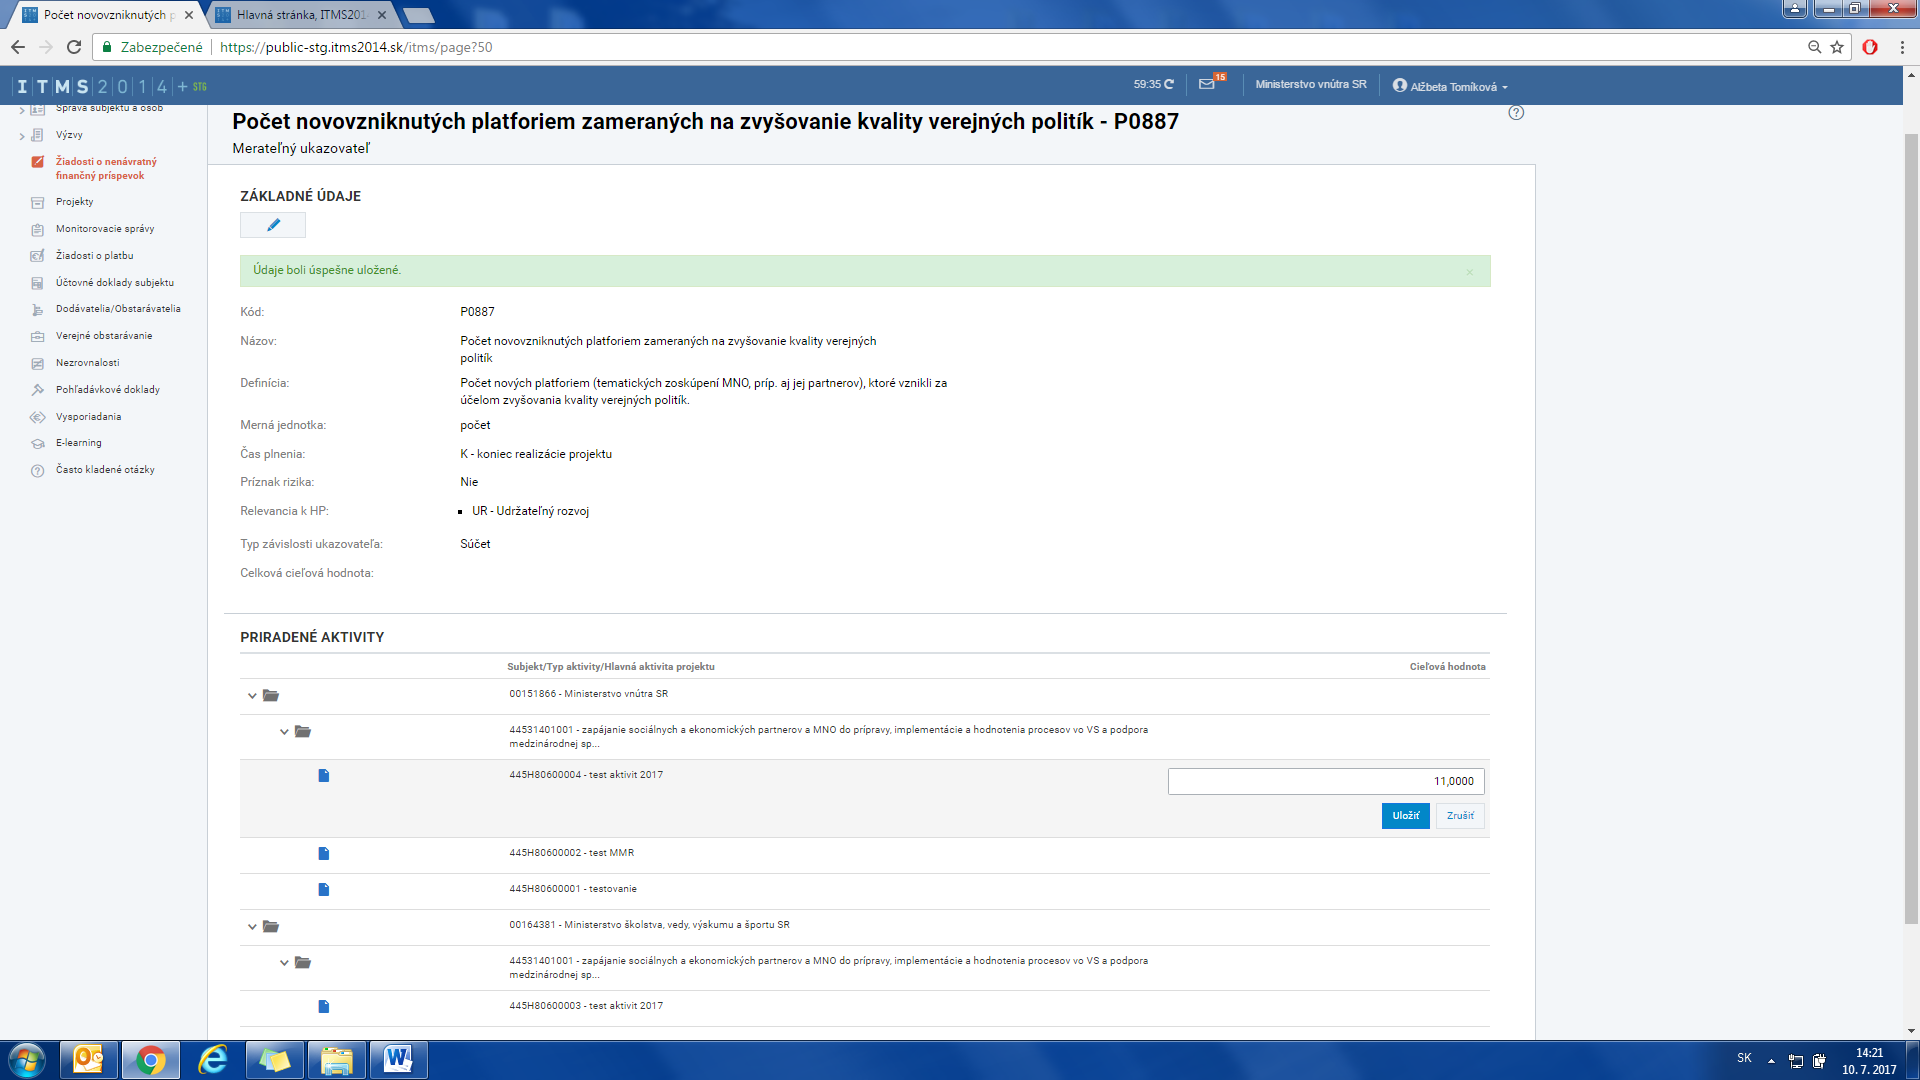 Počet novovzniknutých p
Hlavná stránka, ITMS201
Zabezpečené
https://public-stg.itms2014.sk/itms/page?50
ITMS2014+ STG
59:35
15
Ministerstvo vnútra SR
Alžbeta Tomíková
Správa subjektu a osôb
Výzvy
Žiadosti o nenávratný
finančný príspevok
Projekty
Monitorovacie správy
Žiadosti o platbu
Účtovné doklady subjektu
Dodávatelia/Obstarávatelia
Verejné obstarávanie
Nezrovnalosti
Pohľadávkové doklady
Vysporiadania
E-learning
Často kladené otázky
Počet novovzniknutých platforiem zameraných na zvyšovanie kvality verejných politík - P0887
Merateľný ukazovateľ
ZÁKLADNÉ ÚDAJE
Údaje boli úspešne uložené.
Kód: P0887
Názov: Počet novovzniknutých platforiem zameraných na zvyšovanie kvality verejných
politík
Definícia: Počet nových platforiem (tematických zoskúpení MNO, príp. aj jej partnerov), ktoré vznikli za
účelom zvyšovania kvality verejných politík.
Merná jednotka: počet
Čas plnenia: K - koniec realizácie projektu
Príznak rizika: Nie
Relevancia k HP: UR - Udržateľný rozvoj
Typ závislosti ukazovateľa: Súčet
Celková cieľová hodnota:
PRIRADENÉ AKTIVITY
Subjekt/Typ aktivity/Hlavná aktivita projektu Cieľová hodnota
00151866 - Ministerstvo vnútra SR
44531401001 - zapájanie sociálnych a ekonomických partnerov a MNO do prípravy, implementácie a hodnotenia procesov vo VS a podpora
medzinárodnej sp...
445H80600004 - test aktivit 2017 11,0000
Uložiť Zrušiť
445H80600002 - test MMR
445H80600001 - testovanie
00164381 - Ministerstvo školstva, vedy, výskumu a športu SR
44531401001 - zapájanie sociálnych a ekonomických partnerov a MNO do prípravy, implementácie a hodnotenia procesov vo VS a podpora
medzinárodnej sp...
445H80600003 - test aktivit 2017
SK
14:21
10. 7. 2017